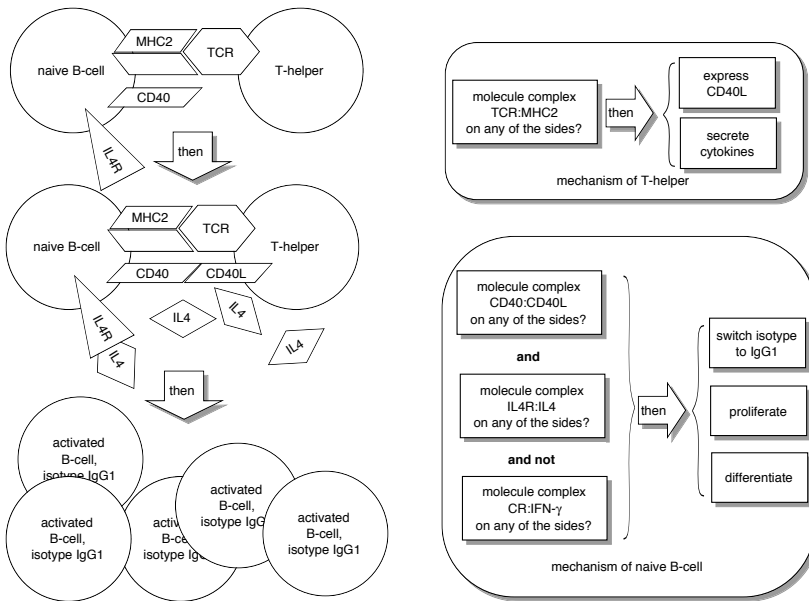 MHC2
TCR
naive B-cell
T-helper
CD40
IL4R
then
MHC2
TCR
naive B-cell
T-helper
CD40
CD40L
IL4R
IL4
IL4
IL4
IL4
then
activated
B-cell,
isotype IgG1
activated
B-cell,
isotype IgG1
activated
B-cell,
isotype IgG
activated
B-c
isotype Ig
activated
B-cell,
isotype IgG1
molecule complex
TCR:MHC2
on any of the sides?
then
express
CD40L
secrete
cytokines
mechanism of T-helper
molecule complex
CD40:CD40L
on any of the sides?
and
molecule complex
IL4R:IL4
on any of the sides?
and not
molecule complex
CR:IFN-γ
on any of the sides?
then
switch isotype
to IgG1
proliferate
differentiate
mechanism of naive B-cell